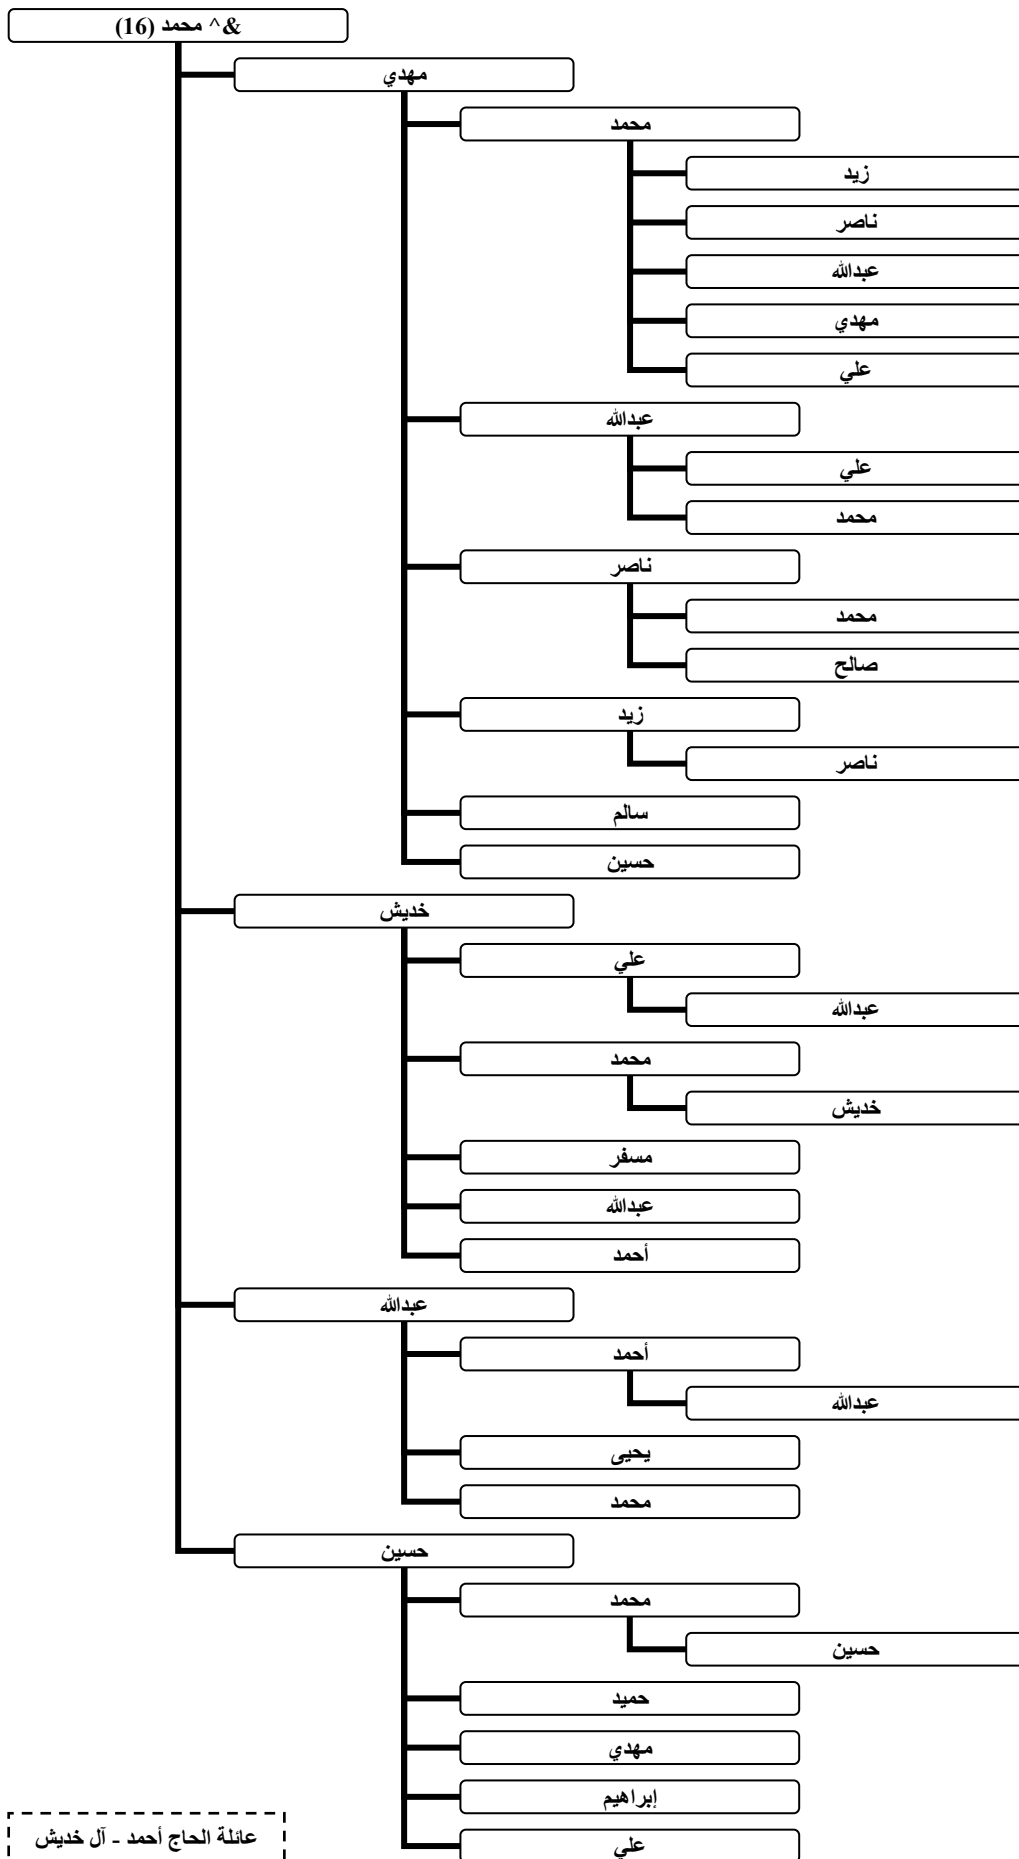 &^ محمد (16)
مهدي
محمد
زيد
ناصر
عبدالله
مهدي
علي
عبدالله
علي
محمد
ناصر
محمد
صالح
زيد
ناصر
سالم
حسين
خديش
علي
عبدالله
محمد
خديش
مسفر
عبدالله
أحمد
عبدالله
أحمد
عبدالله
يحيى
محمد
حسين
محمد
حسين
حميد
مهدي
إبراهيم
علي
عائلة الحاج أحمد - آل خديش